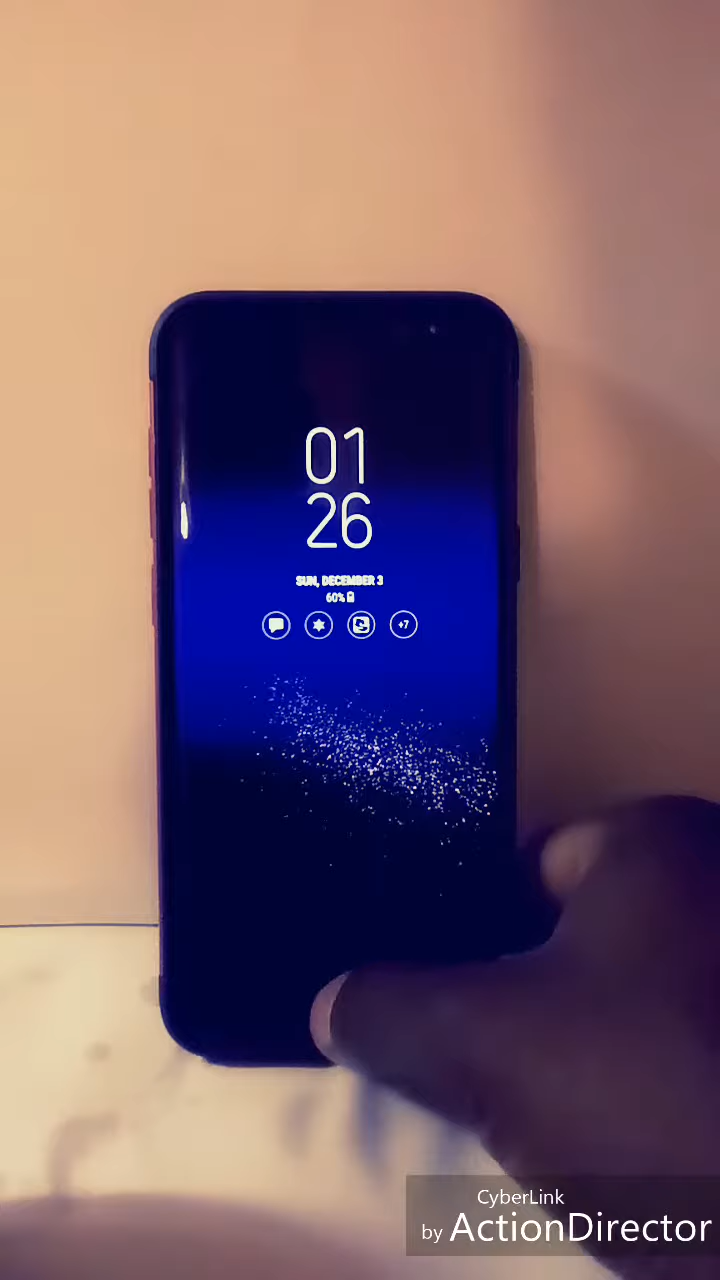 01
26
SUN, DECEMBER 3
60%
+7
CyberLink
by ActionDirector